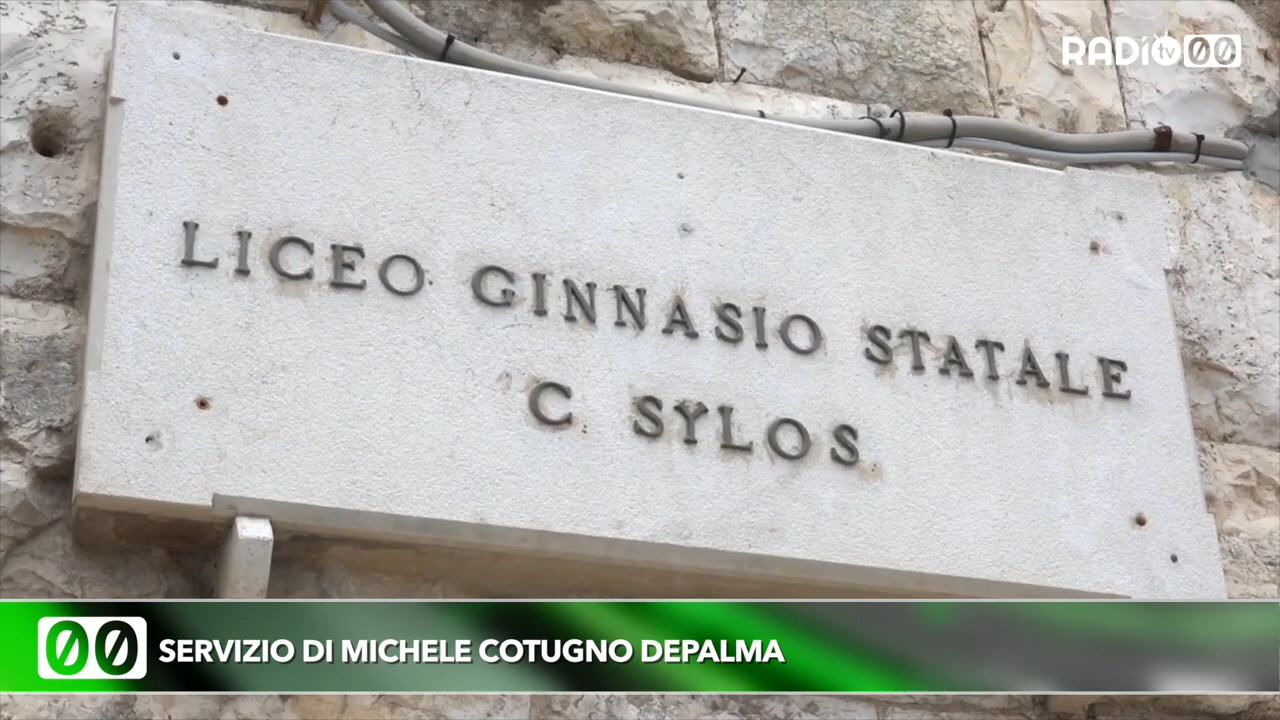 RADIO tv 00
LICEO GINNASIO STATALE
C. SYLOS
00 SERVIZIO DI MICHELE COTUGNO DEPALMA